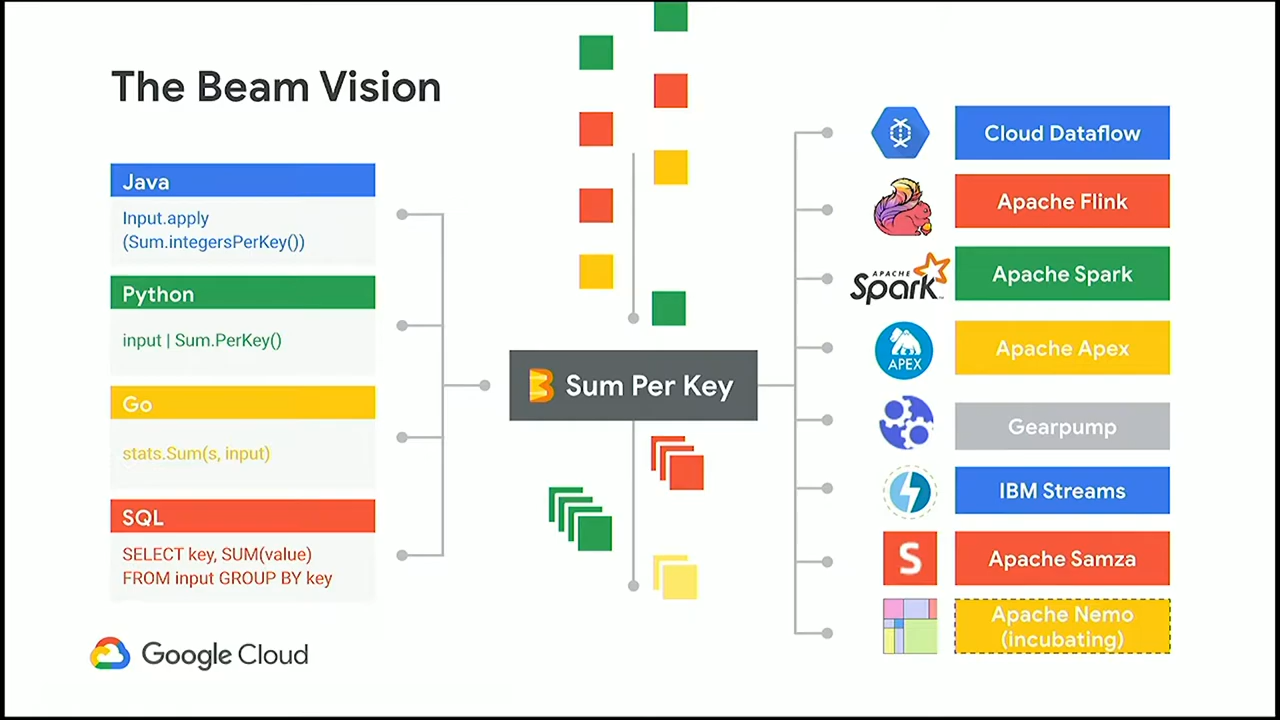 The Beam Vision
Java
Input.apply
(Sum.integersPerKey())
Python
input | Sum.PerKey()
Go
stats.Sum(s, input)
SQL
SELECT key, SUM(value)
FROM input GROUP BY key
Google Cloud
Sum Per Key
Cloud Dataflow
Apache Flink
APACHE
Spark
Apache Spark
APEX
Apache Apex
Gearpump
IBM Streams
S
Apache Samza
Apache Nemo
(incubating)